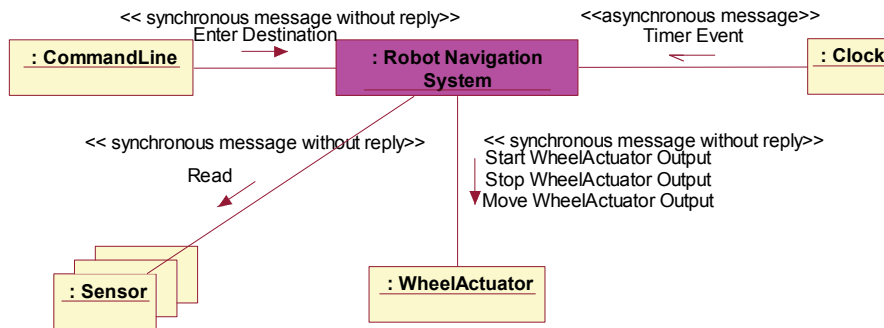 << synchronous message without reply>>
Enter Destination
<<asynchronous message>>
Timer Event
: CommandLine
: Robot Navigation
System
: Clock
<< synchronous message without reply>>
Read
<< synchronous message without reply>>
Start WheelActuator Output
Stop WheelActuator Output
Move WheelActuator Output
: Sensor
: WheelActuator